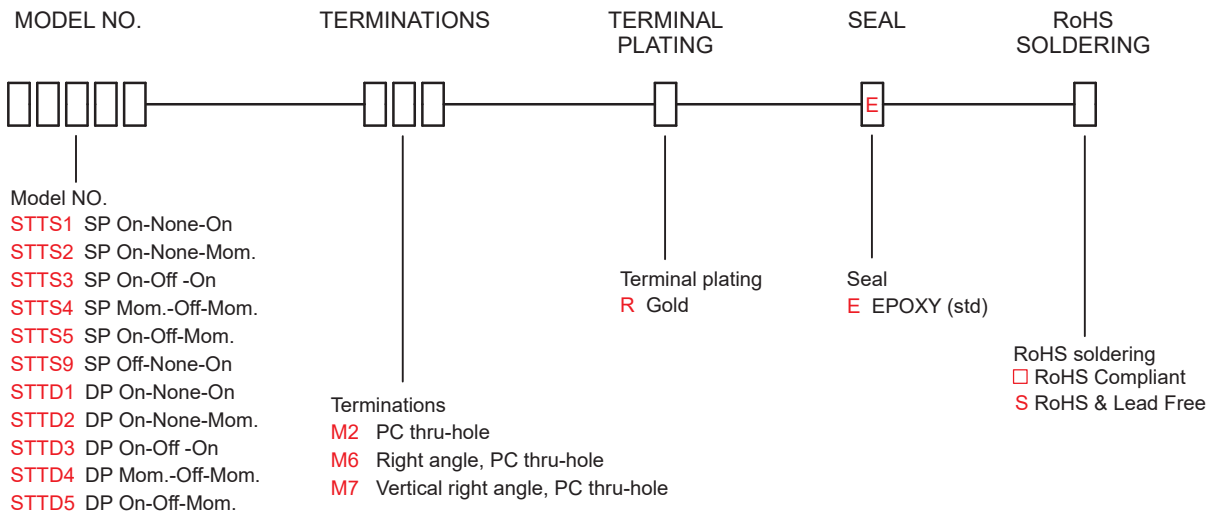 MODEL NO.
TERMINATIONS
TERMINAL
PLATING
SEAL
RoHS
SOLDERING
E
Model NO.
STTS1 SP On-None-On
STTS2 SP On-None-Mom.
STTS3 SP On-Off -On
STTS4 SP Mom.-Off-Mom.
STTS5 SP On-Off-Mom.
STTS9 SP Off-None-On
STTD1 DP On-None-On
STTD2 DP On-None-Mom.
STTD3 DP On-Off -On
STTD4 DP Mom.-Off-Mom.
STTD5 DP On-Off-Mom.
Terminations
M2 PC thru-hole
M6 Right angle, PC thru-hole
M7 Vertical right angle, PC thru-hole
Terminal plating
R Gold
Seal
E EPOXY (std)
RoHS soldering
□ RoHS Compliant
S RoHS & Lead Free